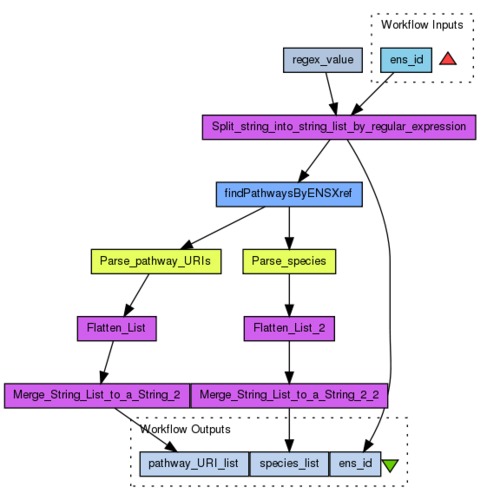 Workflow Inputs
regex_value
ens_id
Split_string_into_string_list_by_regular_expression
findPathwaysByENSXref
Parse_pathway_URIs
Parse_species
Flatten_List
Flatten_List_2
Merge_String_List_to_a_String_2
Merge_String_List_to_a_String_2_2
Workflow Outputs
pathway_URI_list
species_list
ens_id